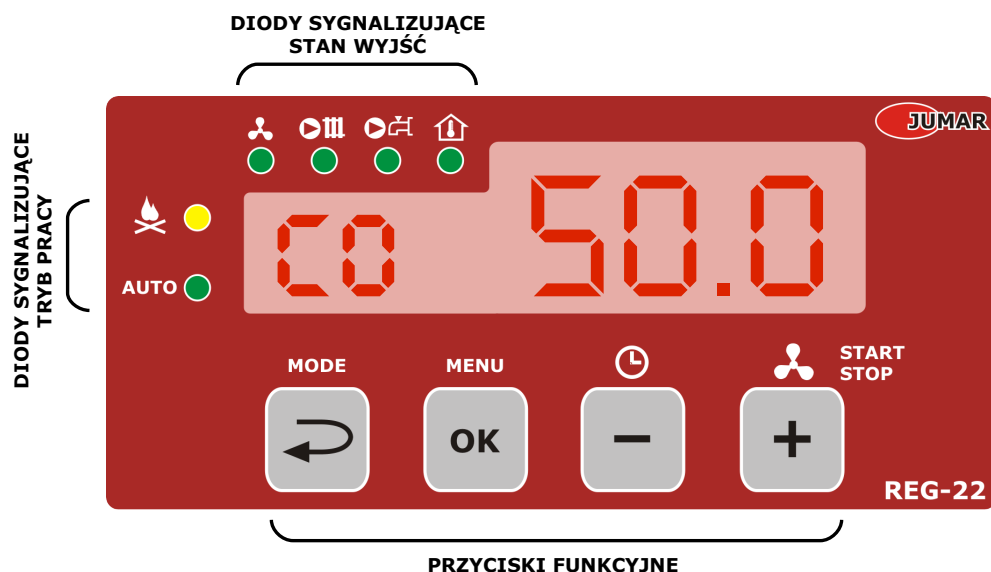 DIODY SYGNALIZUJĄCE
STAN WYJŚĆ
JUMAR
DIODY SYGNALIZUJĄCE
TRYB PRACY
AUTO
CO 50.0
MODE
MENU
START
STOP
OK
−
+
REG-22
PRZYCISKI FUNKCYJNE